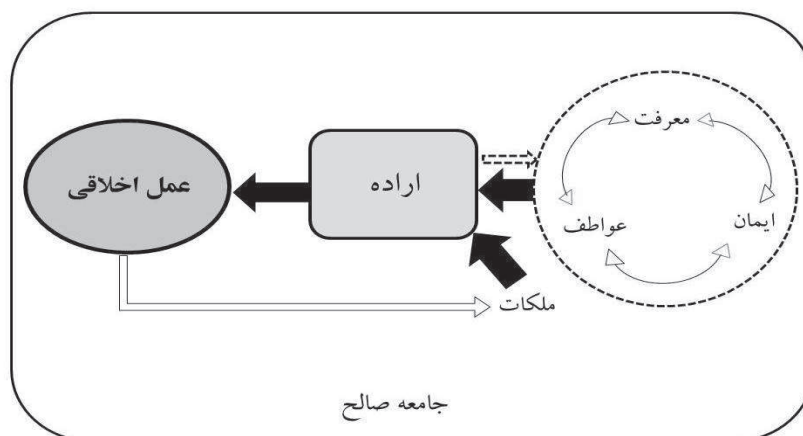 معرفت
ایمان
عواطف
اراده
عمل اخلاقی
ملکات
جامعه صالح